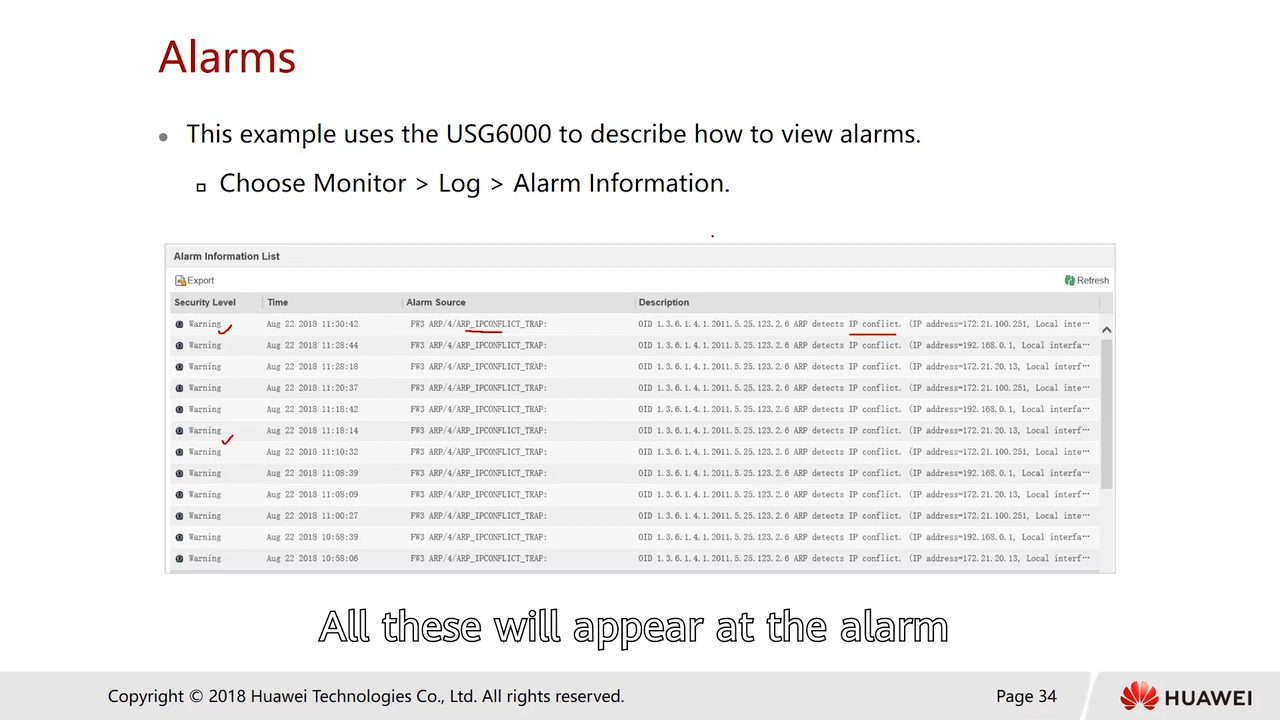 Alarms
This example uses the USG6000 to describe how to view alarms.
Choose Monitor > Log > Alarm Information.
Alarm Information List
Export Refresh
Security Level Time Alarm Source Description
Warning Aug 22 2018 11:30:42 FW3 ARP/4/ARP_IPCONFLICT_TRAP: OID 1.3.6.1.4.1.2011.5.25.123.2.6 ARP detects IP conflict. (IP address=172.21.100.251, Local inte···
Warning Aug 22 2018 11:28:44 FW3 ARP/4/ARP_IPCONFLICT_TRAP: OID 1.3.6.1.4.1.2011.5.25.123.2.6 ARP detects IP conflict. (IP address=192.168.0.1, Local interfa···
Warning Aug 22 2018 11:28:18 FW3 ARP/4/ARP_IPCONFLICT_TRAP: OID 1.3.6.1.4.1.2011.5.25.123.2.6 ARP detects IP conflict. (IP address=172.21.20.13, Local interf···
Warning Aug 22 2018 11:20:37 FW3 ARP/4/ARP_IPCONFLICT_TRAP: OID 1.3.6.1.4.1.2011.5.25.123.2.6 ARP detects IP conflict. (IP address=172.21.100.251, Local inte···
Warning Aug 22 2018 11:18:42 FW3 ARP/4/ARP_IPCONFLICT_TRAP: OID 1.3.6.1.4.1.2011.5.25.123.2.6 ARP detects IP conflict. (IP address=192.168.0.1, Local interfa···
Warning Aug 22 2018 11:18:14 FW3 ARP/4/ARP_IPCONFLICT_TRAP: OID 1.3.6.1.4.1.2011.5.25.123.2.6 ARP detects IP conflict. (IP address=172.21.20.13, Local interf···
Warning Aug 22 2018 11:10:32 FW3 ARP/4/ARP_IPCONFLICT_TRAP: OID 1.3.6.1.4.1.2011.5.25.123.2.6 ARP detects IP conflict. (IP address=172.21.100.251, Local inte···
Warning Aug 22 2018 11:08:39 FW3 ARP/4/ARP_IPCONFLICT_TRAP: OID 1.3.6.1.4.1.2011.5.25.123.2.6 ARP detects IP conflict. (IP address=192.168.0.1, Local interfa···
Warning Aug 22 2018 11:08:09 FW3 ARP/4/ARP_IPCONFLICT_TRAP: OID 1.3.6.1.4.1.2011.5.25.123.2.6 ARP detects IP conflict. (IP address=172.21.20.13, Local interf···
Warning Aug 22 2018 11:00:27 FW3 ARP/4/ARP_IPCONFLICT_TRAP: OID 1.3.6.1.4.1.2011.5.25.123.2.6 ARP detects IP conflict. (IP address=172.21.100.251, Local inte···
Warning Aug 22 2018 10:58:39 FW3 ARP/4/ARP_IPCONFLICT_TRAP: OID 1.3.6.1.4.1.2011.5.25.123.2.6 ARP detects IP conflict. (IP address=192.168.0.1, Local interfa···
Warning Aug 22 2018 10:58:06 FW3 ARP/4/ARP_IPCONFLICT_TRAP: OID 1.3.6.1.4.1.2011.5.25.123.2.6 ARP detects IP conflict. (IP address=172.21.20.13, Local interf···
All these will appear at the alarm
Copyright © 2018 Huawei Technologies Co., Ltd. All rights reserved. Page 34 HUAWEI